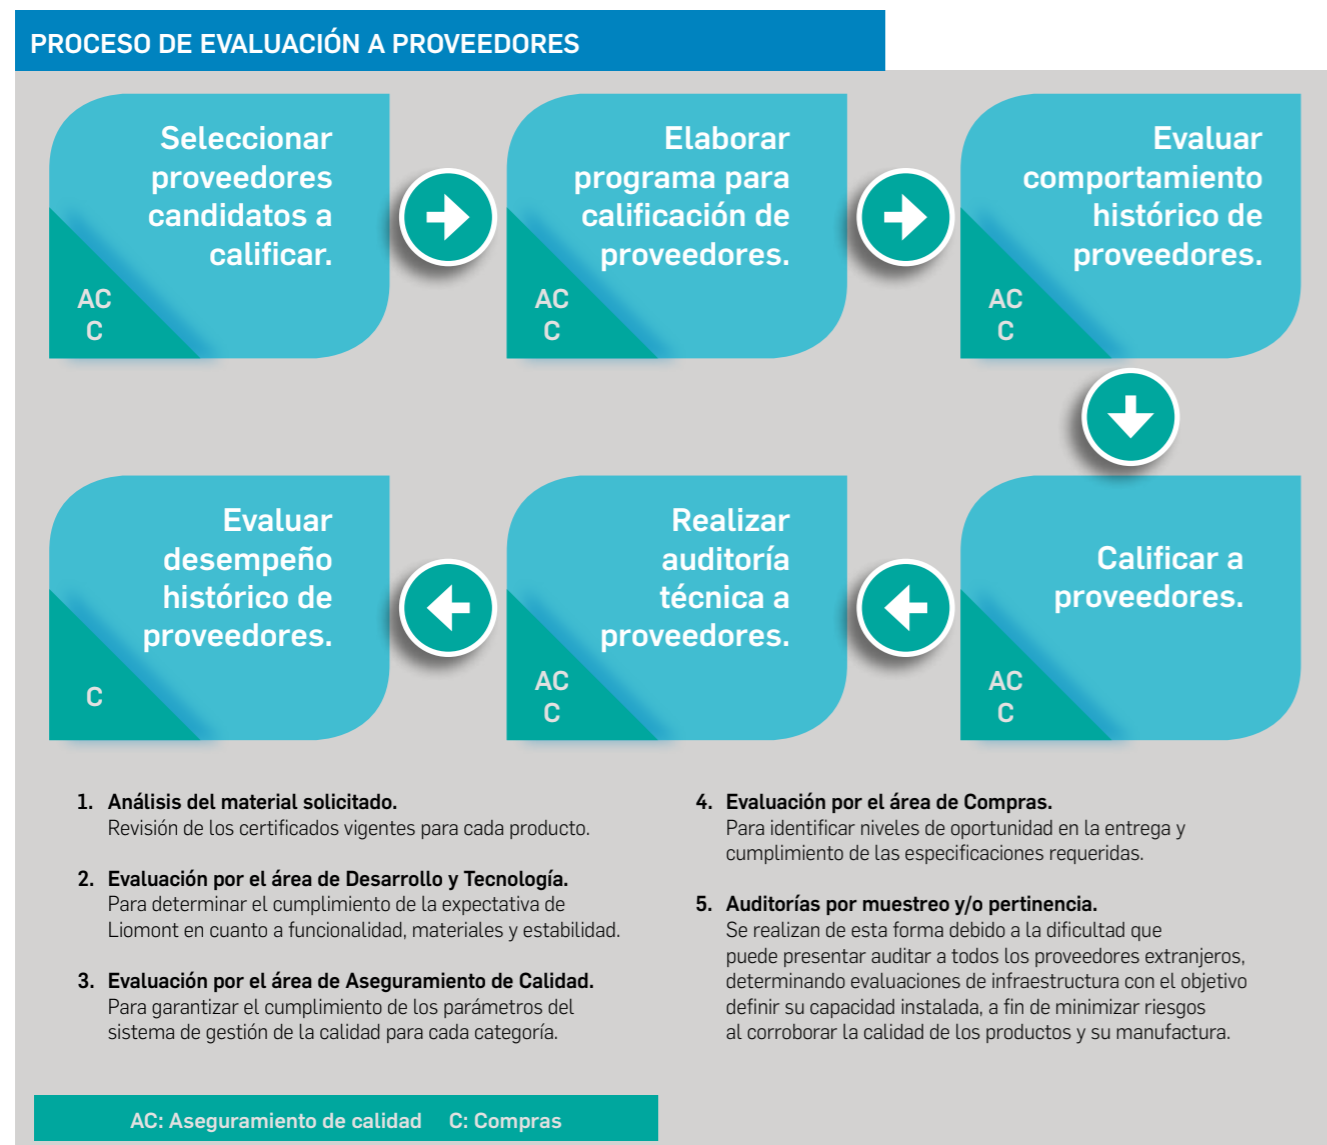 PROCESO DE EVALUACIÓN A PROVEEDORES
Seleccionar
proveedores
candidatos a
calificar.
AC
C
Elaborar
programa para
calificación de
proveedores.
AC
C
Evaluar
comportamiento
histórico de
proveedores.
AC
C
Calificar a
proveedores.
AC
C
Realizar
auditoría
técnica a
proveedores.
AC
C
Evaluar
desempeño
histórico de
proveedores.
C
1. Análisis del material solicitado.
Revisión de los certificados vigentes para cada producto.
2. Evaluación por el área de Desarrollo y Tecnología.
Para determinar el cumplimiento de la expectativa de
Liomont en cuanto a funcionalidad, materiales y estabilidad.
3. Evaluación por el área de Aseguramiento de Calidad.
Para garantizar el cumplimiento de los parámetros del
sistema de gestión de la calidad para cada categoría.
4. Evaluación por el área de Compras.
Para identificar niveles de oportunidad en la entrega y
cumplimiento de las especificaciones requeridas.
5. Auditorías por muestreo y/o pertinencia.
Se realizan de esta forma debido a la dificultad que
puede presentar auditar a todos los proveedores extranjeros,
determinando evaluaciones de infraestructura con el objetivo
definir su capacidad instalada, a fin de minimizar riesgos
al corroborar la calidad de los productos y su manufactura.
AC: Aseguramiento de calidad C: Compras